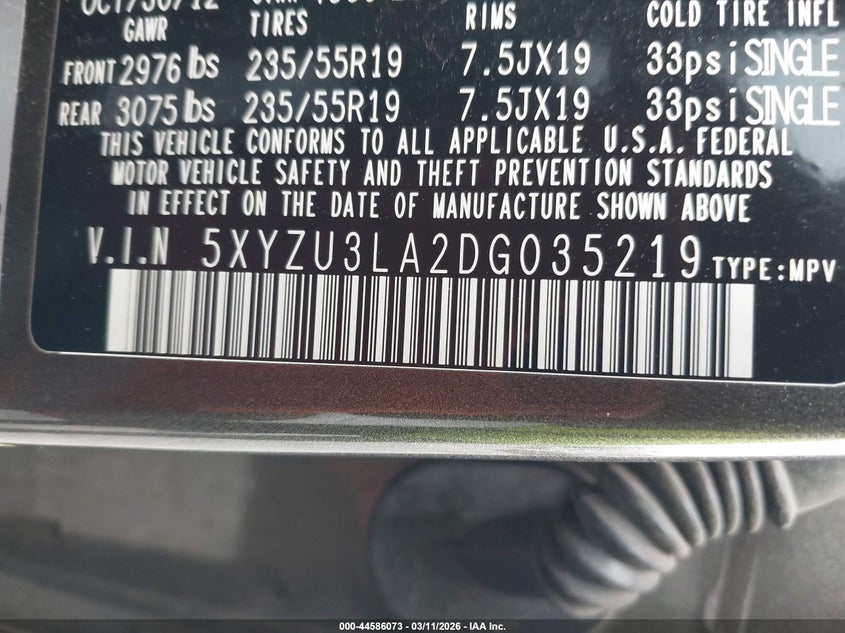 OCT/30/12
GAWR TIRES RIMS COLD TIRE INFL
FRONT 2976 lbs 235/55R19 7.5JX19 33psi SINGLE
REAR 3075 lbs 235/55R19 7.5JX19 33psi SINGLE
THIS VEHICLE CONFORMS TO ALL APPLICABLE U.S.A. FEDERAL
MOTOR VEHICLE SAFETY AND THEFT PREVENTION STANDARDS
IN EFFECT ON THE DATE OF MANUFACTURE SHOWN ABOVE
V.I.N 5XYZU3LA2DG035219 TYPE:MPV
000-44586073 - 03/11/2026 - IAA Inc.